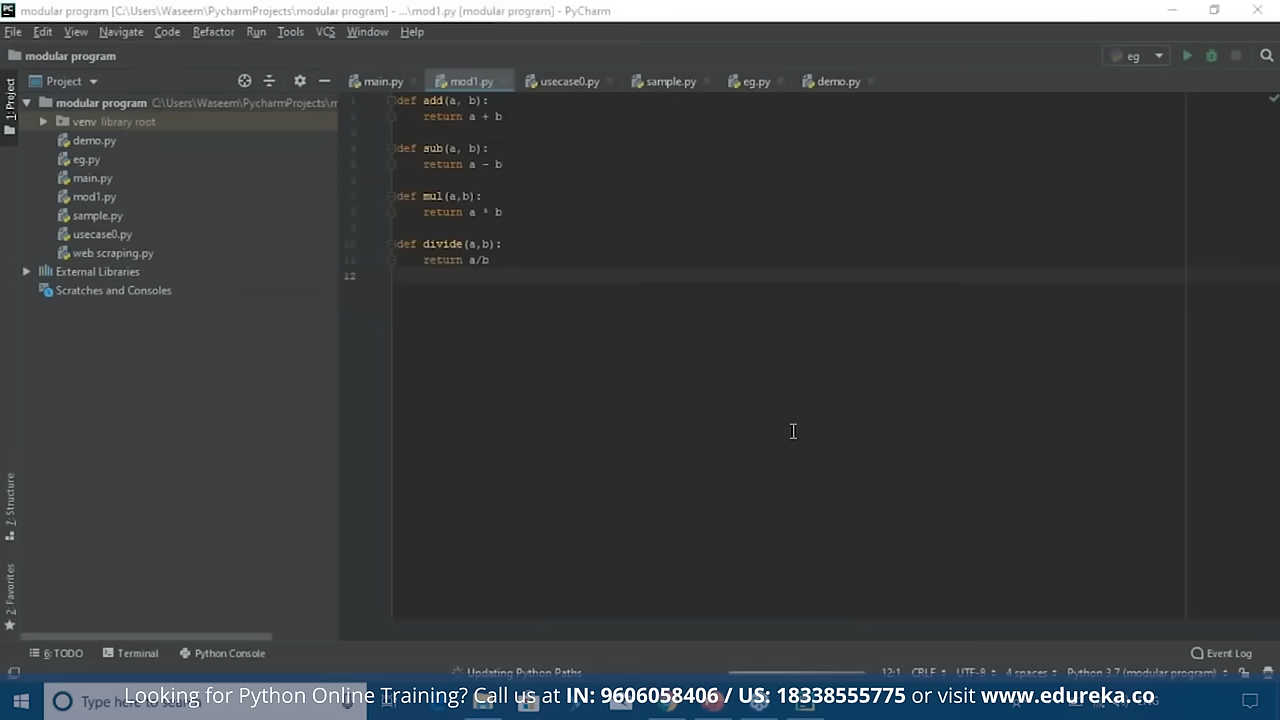 modular program [C:\Users\Waseem\PycharmProjects\modular program] - ...\mod1.py [modular program] - PyCharm
File Edit View Navigate Code Refactor Run Tools VCS Window Help
modular program
eg
1: Project
Project
main.py mod1.py usecase0.py sample.py eg.py demo.py
modular program C:\Users\Waseem\PycharmProjects\m
venv library root
demo.py
eg.py
main.py
mod1.py
sample.py
usecase0.py
web scraping.py
External Libraries
Scratches and Consoles
def add(a, b):
return a + b
def sub(a, b):
return a - b
def mul(a,b):
return a * b
def divide(a,b):
return a/b
12
7: Structure
2: Favorites
6: TODO Terminal Python Console Event Log
Updating Python Paths 12:1 CRLF UTF-8 4 spaces Python 3.7 (modular program)
Type here to
Looking for Python Online Training? Call us at IN: 9606058406 / US: 18338555775 or visit www.edureka.co